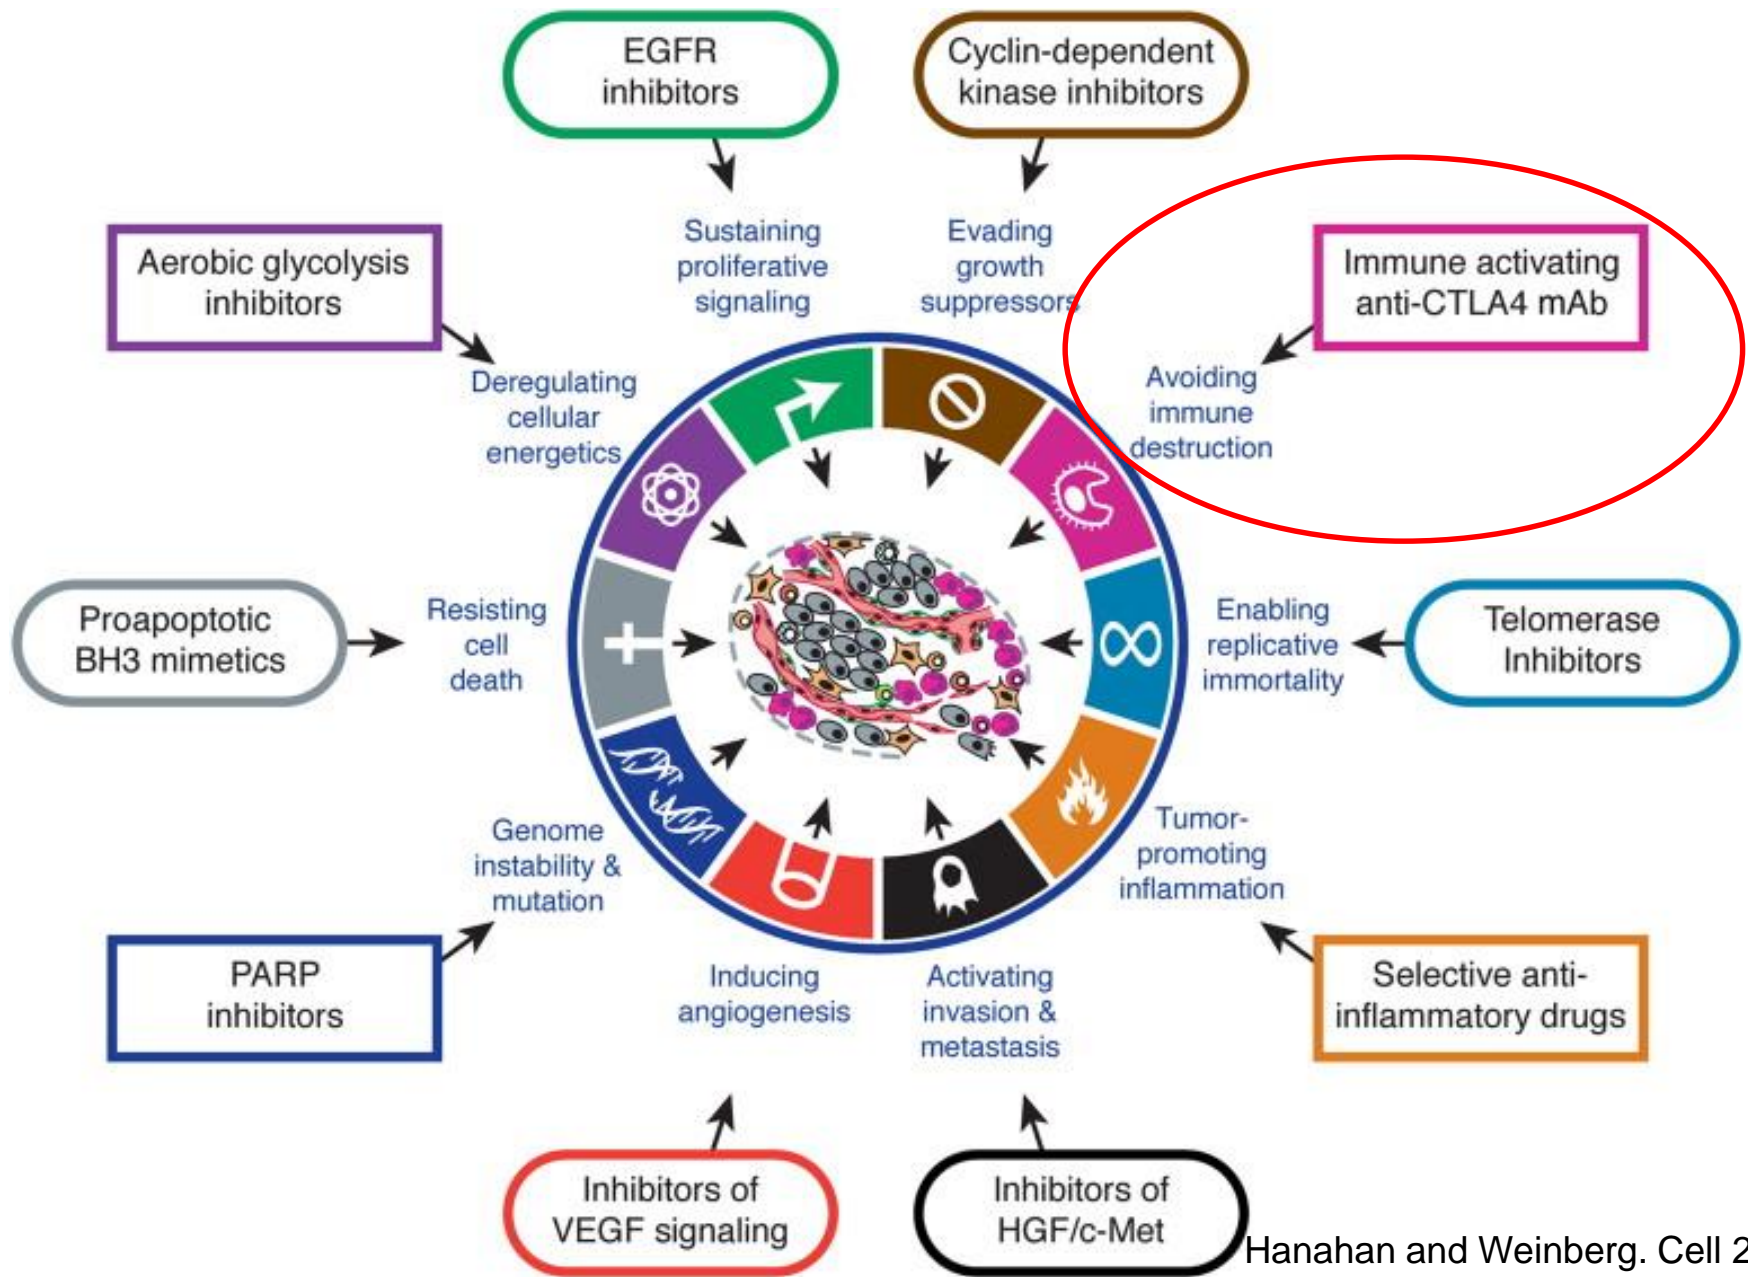 EGFR
inhibitors
Cyclin-dependent
kinase inhibitors
Sustaining
proliferative
signaling
Evading
growth
suppressors
Aerobic glycolysis
inhibitors
Immune activating
anti-CTLA4 mAb
Deregulating
cellular
energetics
Avoiding
immune
destruction
Proapoptotic
BH3 mimetics
Resisting
cell
death
Enabling
replicative
immortality
Telomerase
Inhibitors
Genome
instability &
mutation
Tumor-
promoting
inflammation
PARP
inhibitors
Inducing
angiogenesis
Activating
invasion &
metastasis
Selective anti-
inflammatory drugs
Inhibitors of
VEGF signaling
Inhibitors of
HGF/c-Met
Hanahan and Weinberg. Cell 2